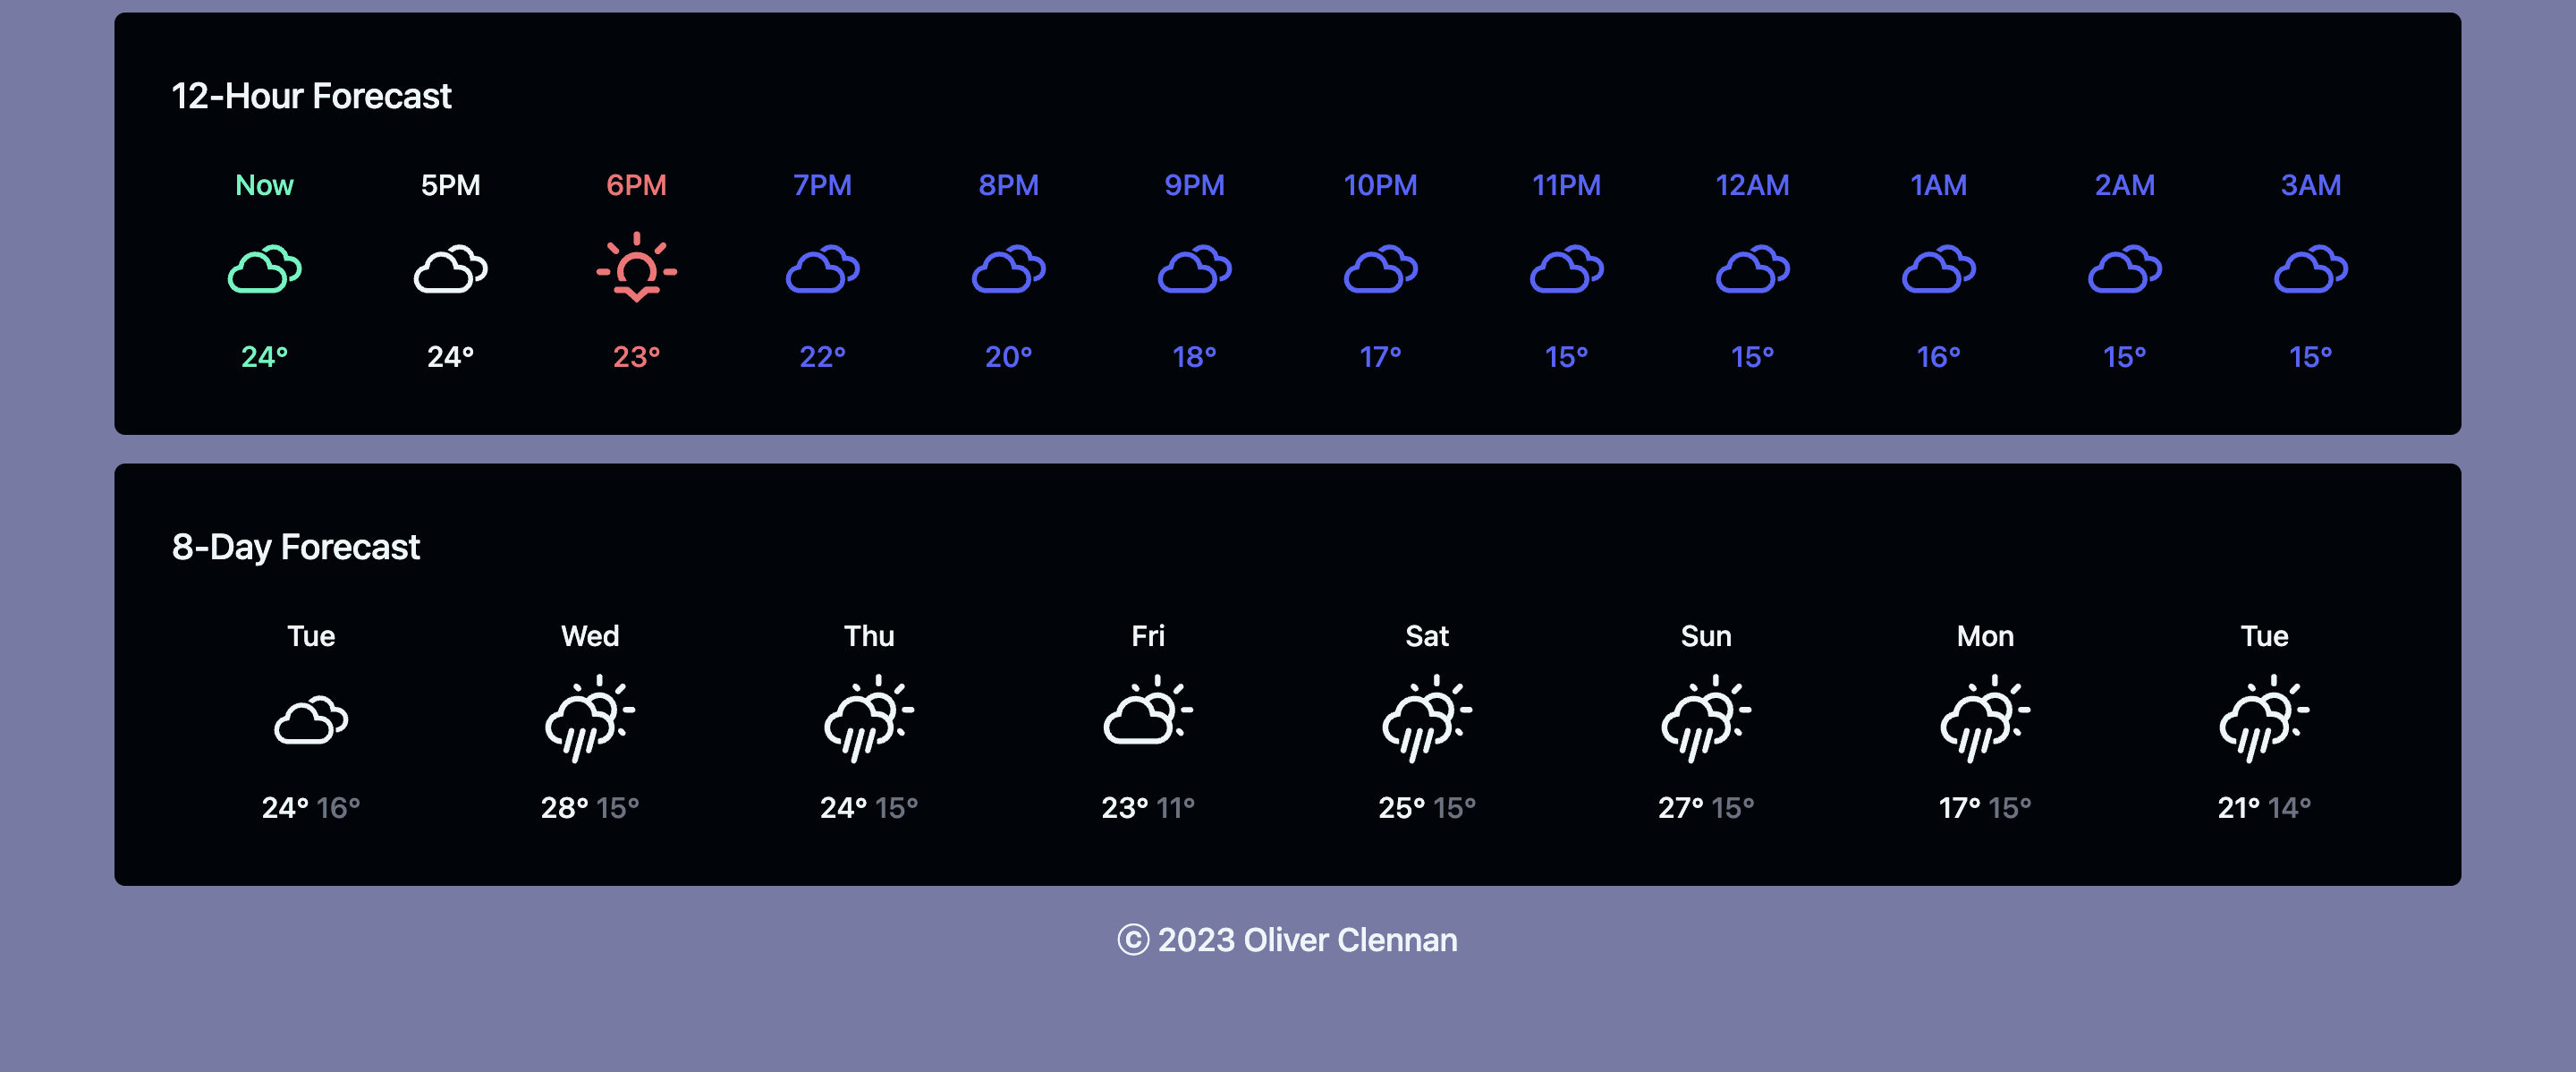 12-Hour Forecast
Now 5PM 6PM 7PM 8PM 9PM 10PM 11PM 12AM 1AM 2AM 3AM
24° 24° 23° 22° 20° 18° 17° 15° 15° 16° 15° 15°
8-Day Forecast
Tue Wed Thu Fri Sat Sun Mon Tue
24° 16° 28° 15° 24° 15° 23° 11° 25° 15° 27° 15° 17° 15° 21° 14°
© 2023 Oliver Clennan